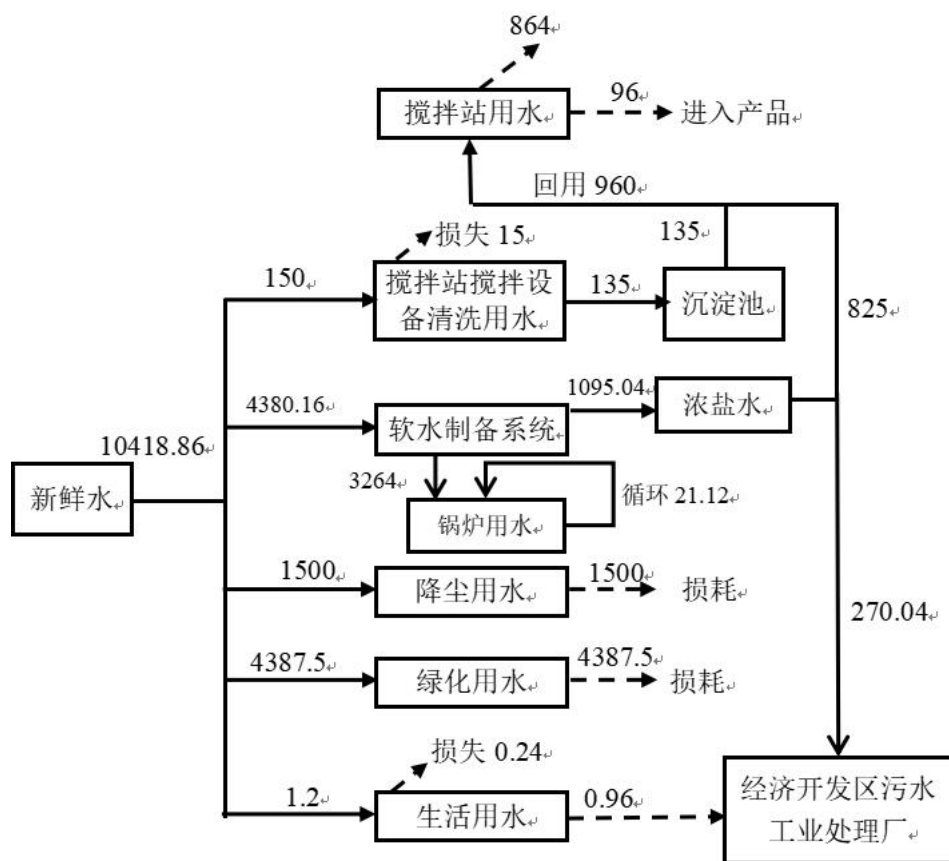 864
搅拌站用水
96
进入产品
回用 960
损失 15
135
150
搅拌站搅拌设
备清洗用水
135
沉淀池
825
4380.16
软水制备系统
1095.04
浓盐水
10418.86
新鲜水
3264
循环 21.12
锅炉用水
1500
降尘用水
1500
损耗
270.04
4387.5
绿化用水
4387.5
损耗
损失 0.24
1.2
生活用水
0.96
经济开发区污水
工业处理厂